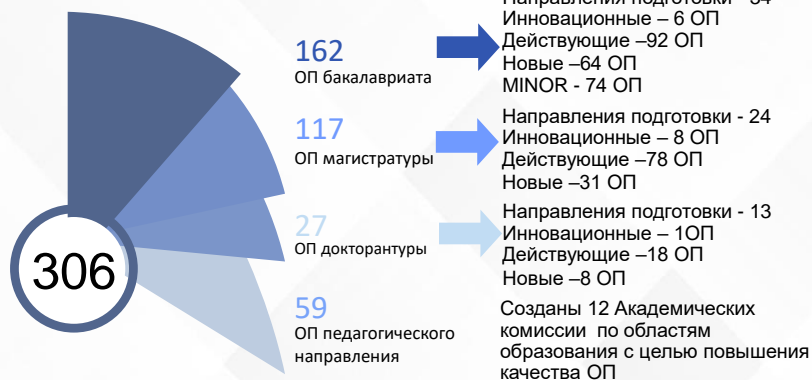 306
162
ОП бакалавриата
117
ОП магистратуры
27
ОП докторантуры
59
ОП педагогического
направления
Направления подготовки - 34
Инновационные – 6 ОП
Действующие –92 ОП
Новые –64 ОП
MINOR - 74 ОП
Направления подготовки - 24
Инновационные – 8 ОП
Действующие –78 ОП
Новые –31 ОП
Направления подготовки - 13
Инновационные – 1ОП
Действующие –18 ОП
Новые –8 ОП
Созданы 12 Академических
комиссии по областям
образования с целью повышения
качества ОП